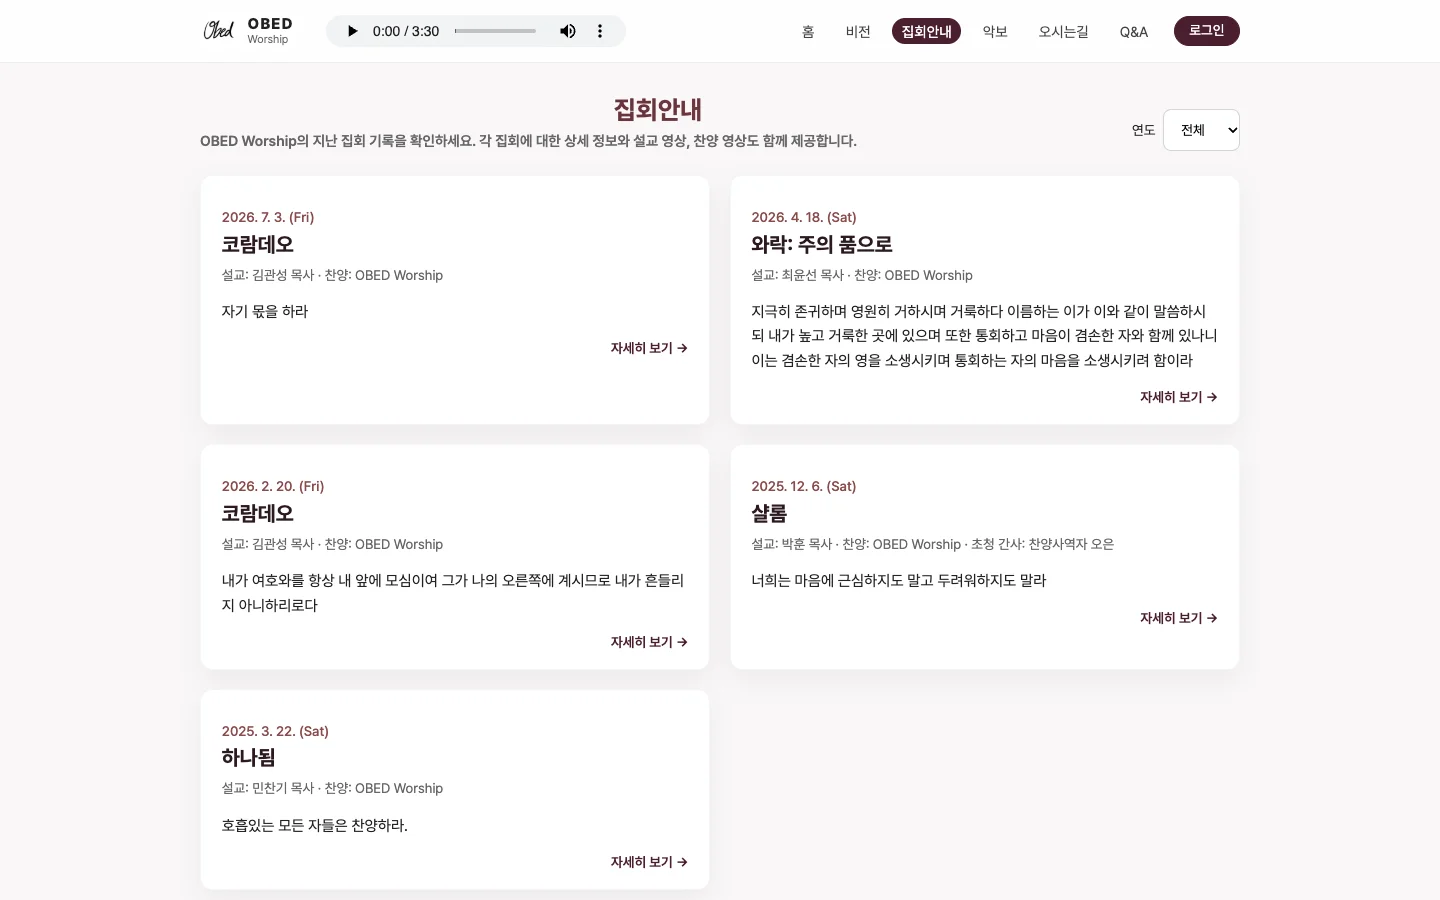 Obed
OBED
Worship
0:00 / 3:30
홈
비전
집회안내
악보
오시는길
Q&A
로그인
집회안내
OBED Worship의 지난 집회 기록을 확인하세요. 각 집회에 대한 상세 정보와 설교 영상, 찬양 영상도 함께 제공합니다.
연도
전체
2026. 7. 3. (Fri)
코람데오
설교: 김관성 목사 · 찬양: OBED Worship
자기 몫을 하라
자세히 보기 →
2026. 4. 18. (Sat)
와락: 주의 품으로
설교: 최윤선 목사 · 찬양: OBED Worship
지극히 존귀하며 영원히 거하시며 거룩하다 이름하는 이가 이와 같이 말씀하시
되 내가 높고 거룩한 곳에 있으며 또한 통회하고 마음이 겸손한 자와 함께 있나니
이는 겸손한 자의 영을 소생시키며 통회하는 자의 마음을 소생시키려 함이라
자세히 보기 →
2026. 2. 20. (Fri)
코람데오
설교: 김관성 목사 · 찬양: OBED Worship
내가 여호와를 항상 내 앞에 모심이여 그가 나의 오른쪽에 계시므로 내가 흔들리
지 아니하리로다
자세히 보기 →
2025. 12. 6. (Sat)
샬롬
설교: 박훈 목사 · 찬양: OBED Worship · 초청 간사: 찬양사역자 오은
너희는 마음에 근심하지도 말고 두려워하지도 말라
자세히 보기 →
2025. 3. 22. (Sat)
하나됨
설교: 민찬기 목사 · 찬양: OBED Worship
호흡있는 모든 자들은 찬양하라.
자세히 보기 →